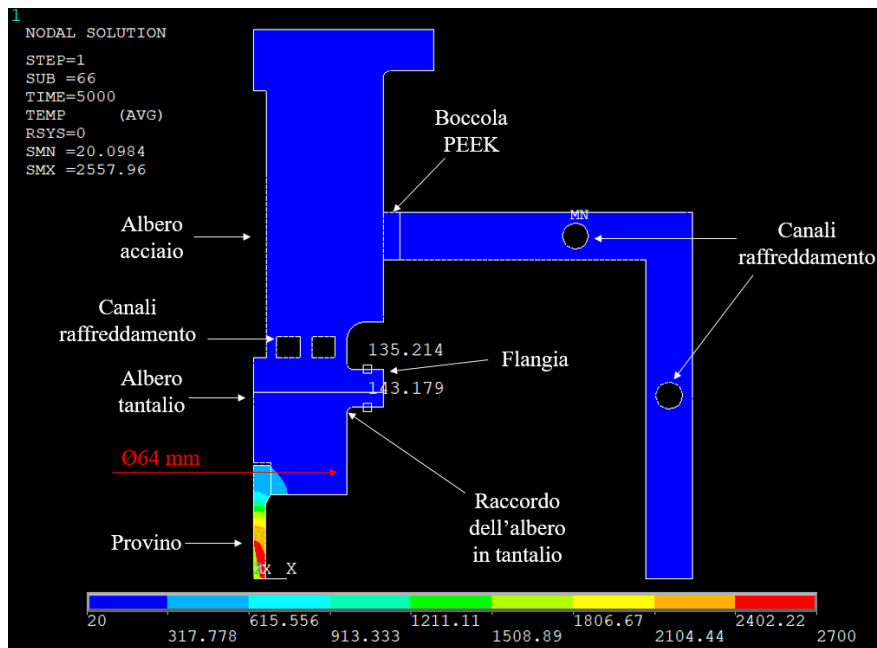 1
NODAL SOLUTION
STEP=1
SUB =66
TIME=5000
TEMP (AVG)
RSYS=0
SMN =20.0984
SMX =2557.96
Boccola
PEEK
MN
Albero
acciaio
Canali
raffreddamento
Canali
raffreddamento
135.214
Flangia
Albero
tantalio
143.179
Ø64 mm
Raccordo
dell'albero
in tantalio
Provino
MX X
20
317.778
615.556
913.333
1211.11
1508.89
1806.67
2104.44
2402.22
2700